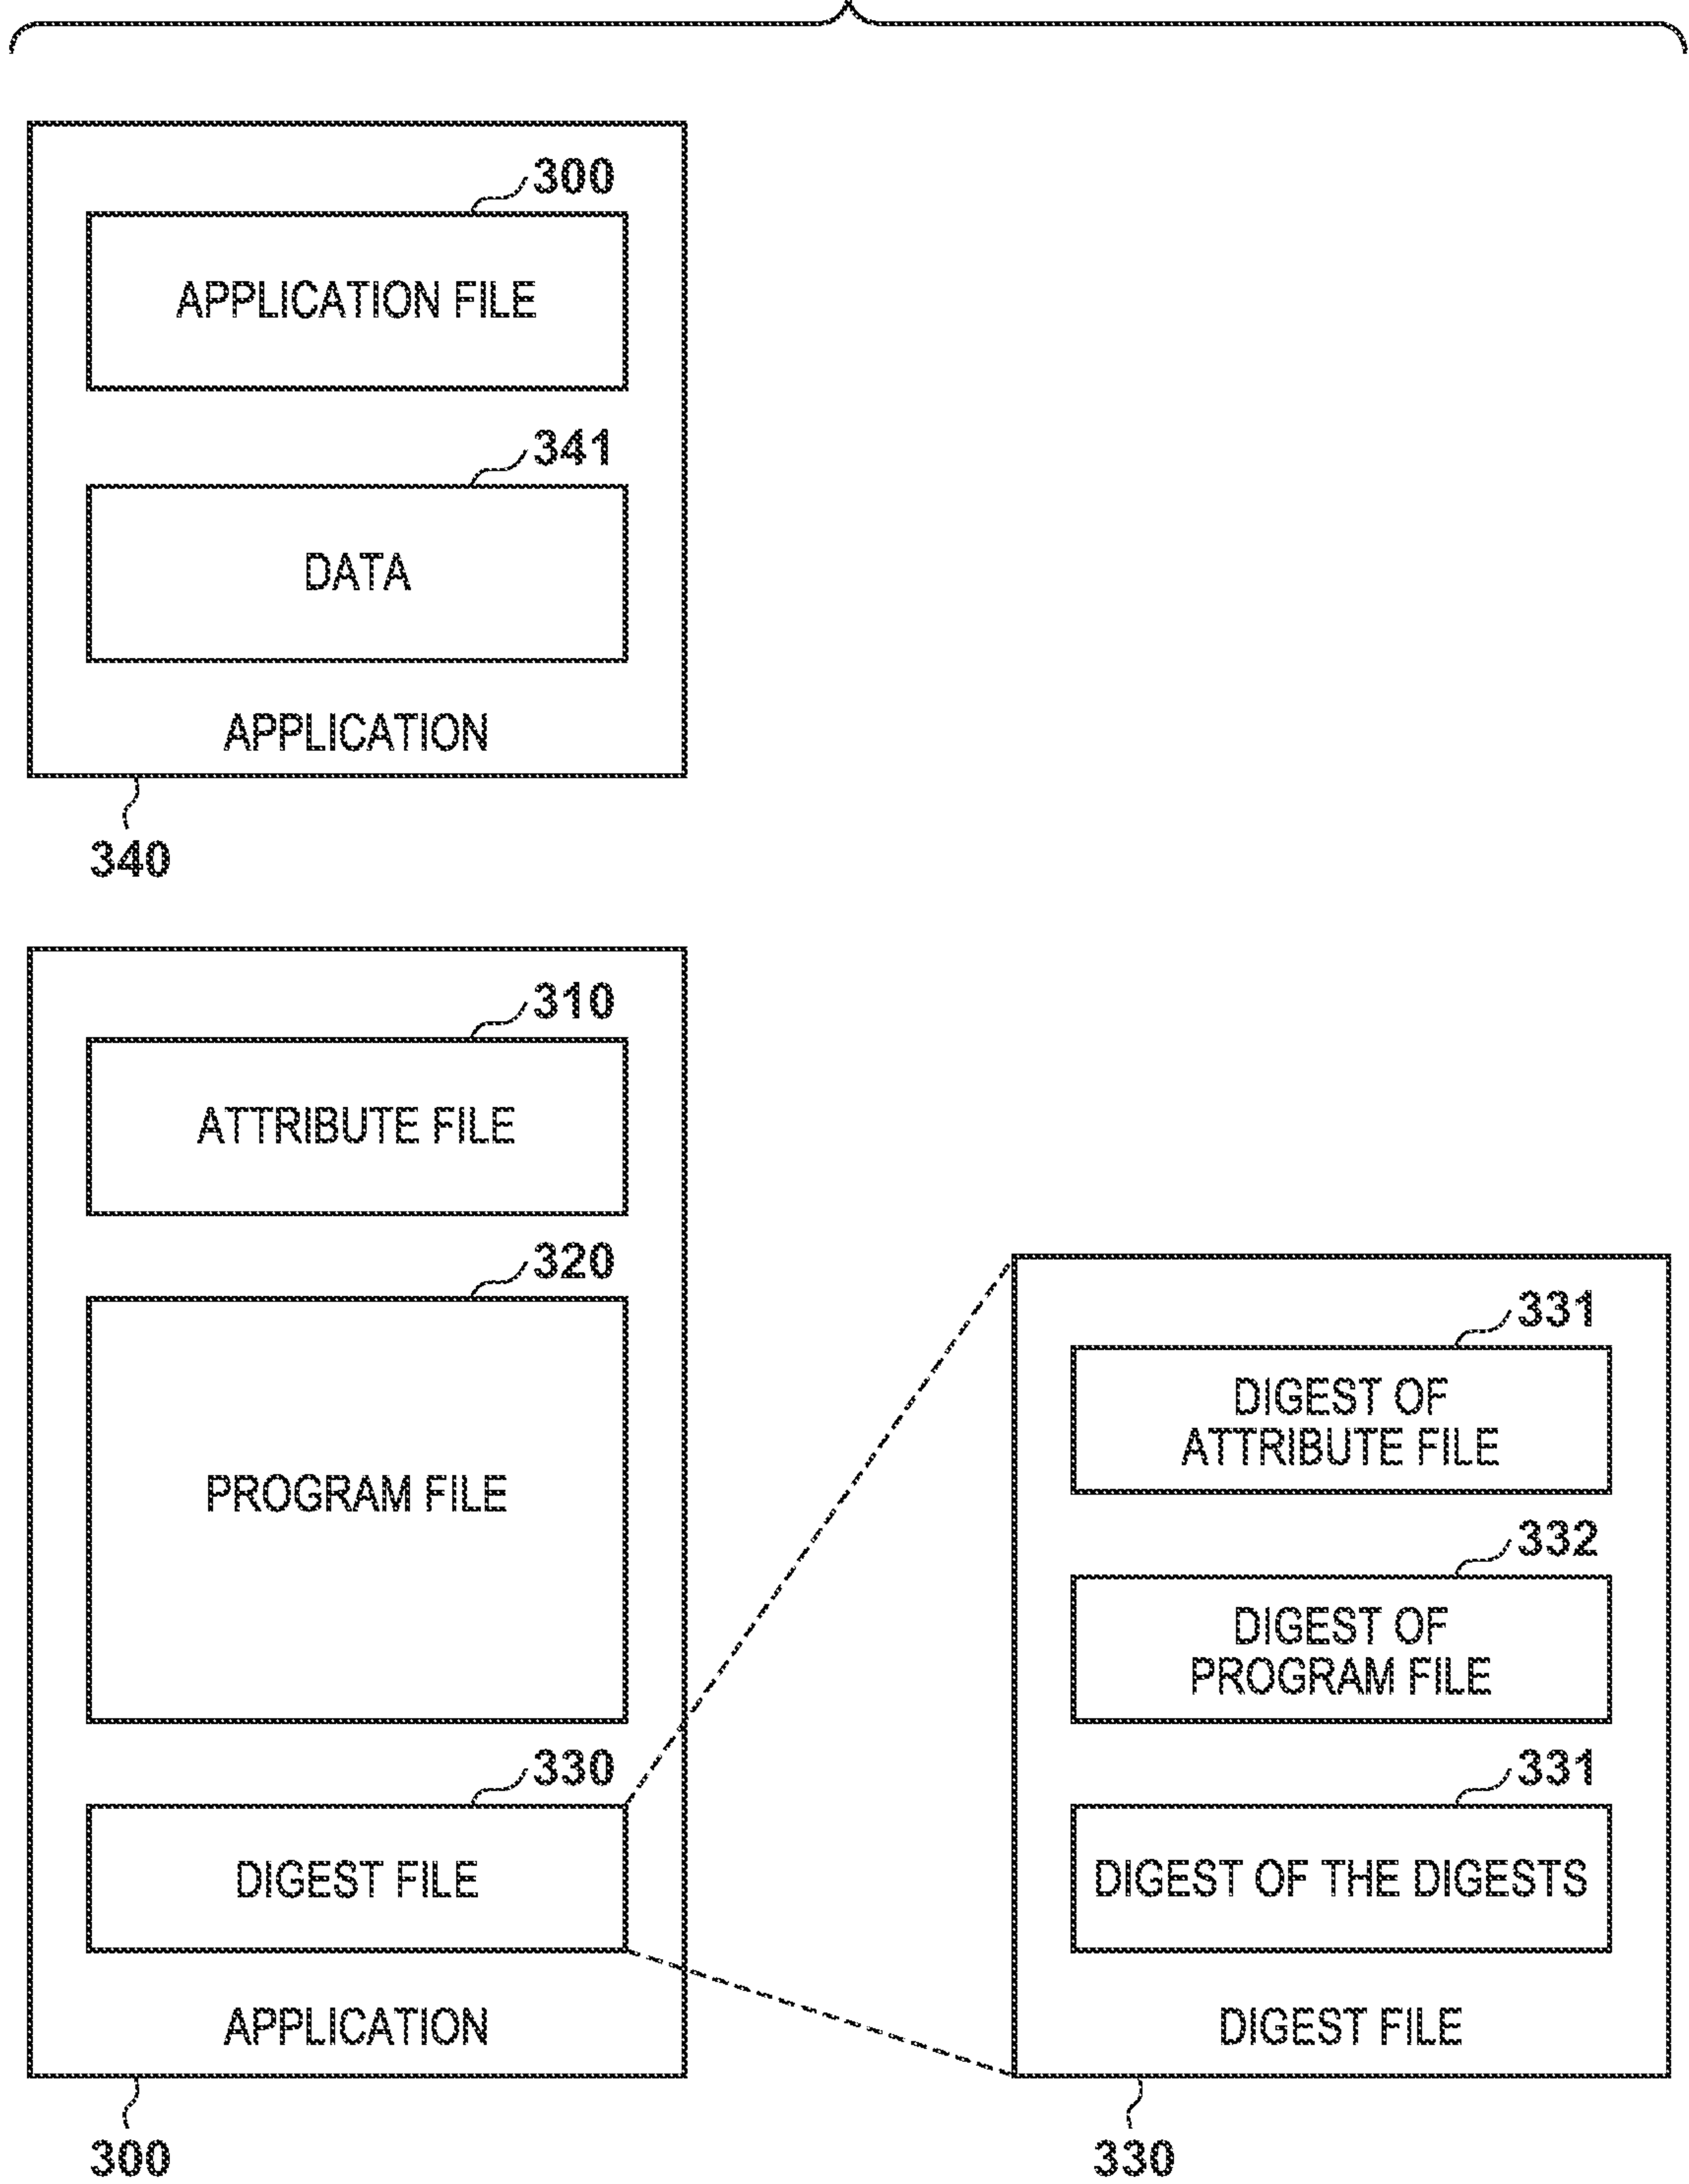 300
APPLICATION FILE
341
DATA
APPLICATION
340
310
ATTRIBUTE FILE
320
PROGRAM FILE
330
DIGEST FILE
APPLICATION
300
331
DIGEST OF
ATTRIBUTE FILE
332
DIGEST OF
PROGRAM FILE
331
DIGEST OF THE DIGESTS
DIGEST FILE
330